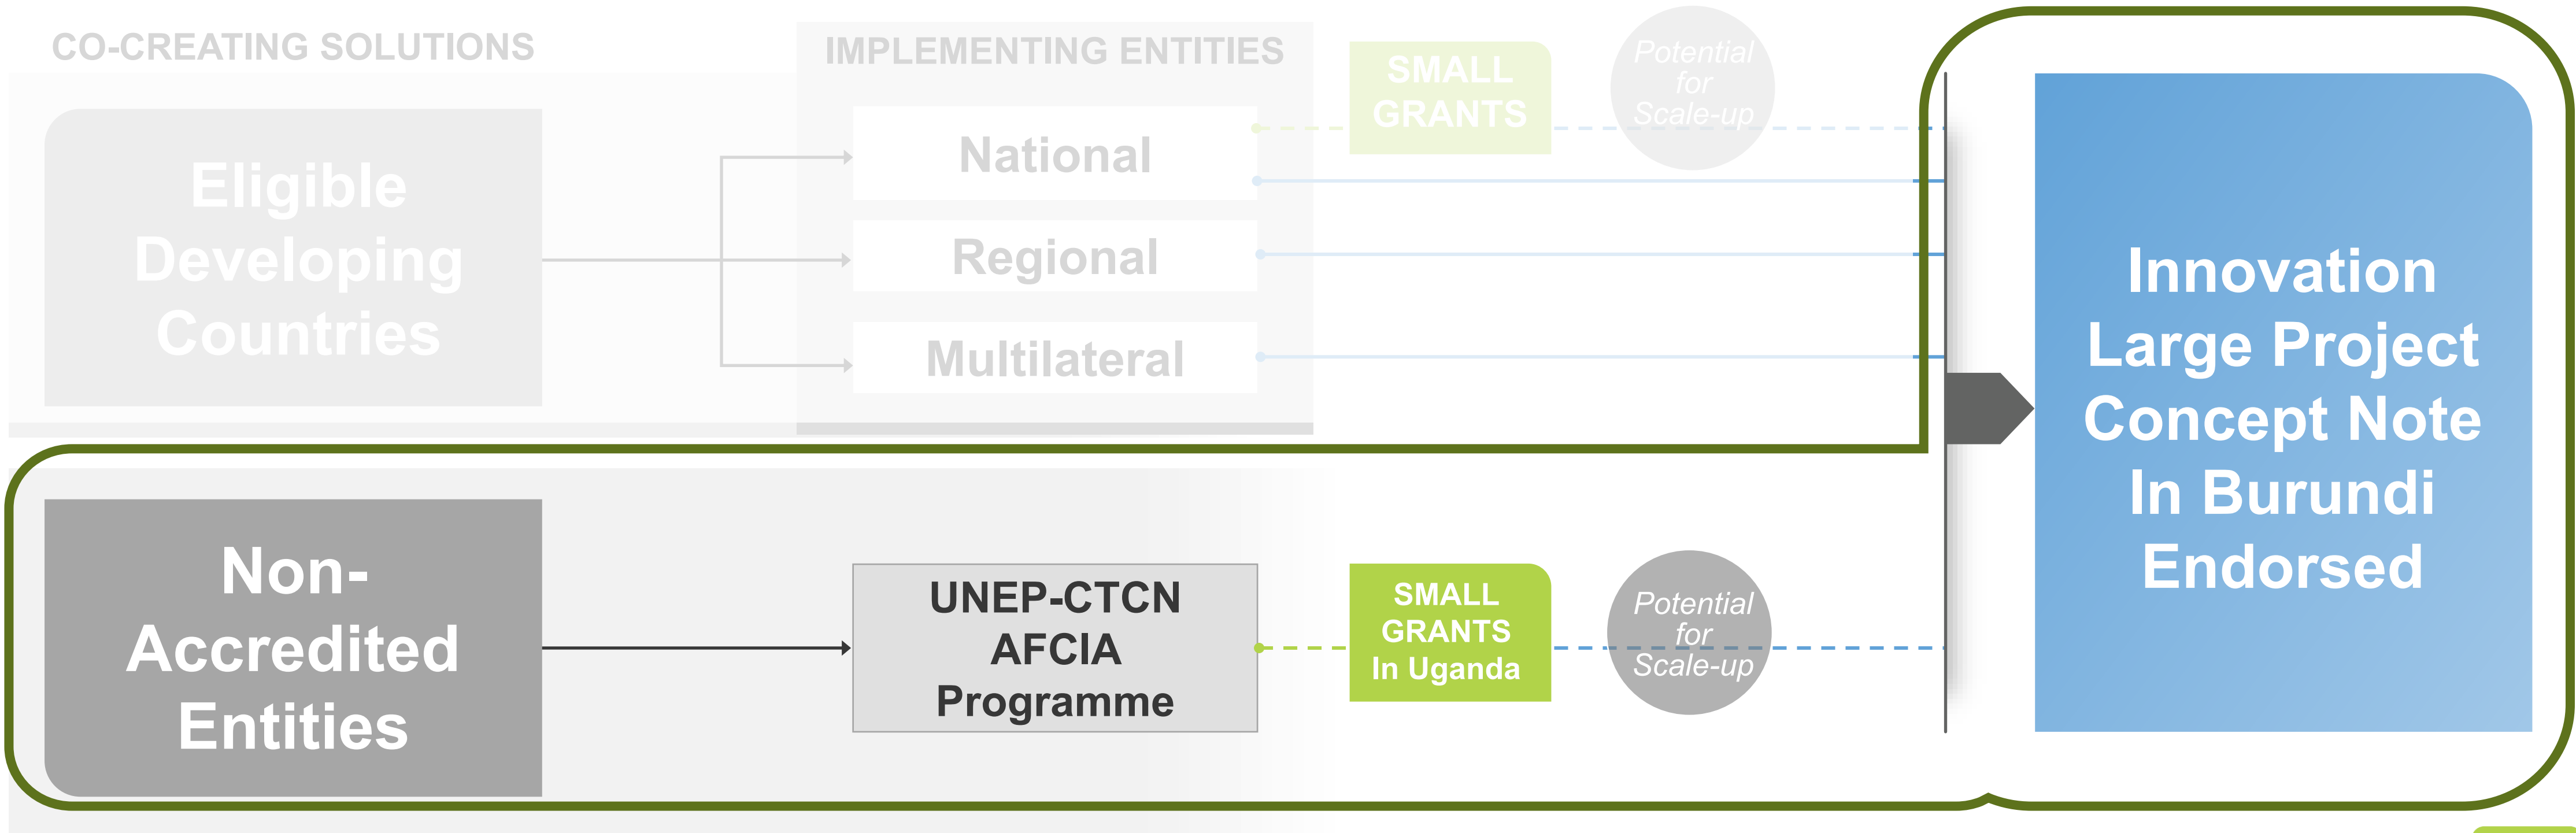 CO-CREATING SOLUTIONS
IMPLEMENTING ENTITIES
Eligible
Developing
Countries
National
Regional
Multilateral
SMALL
GRANTS
Potential
for
Scale-up
Non-
Accredited
Entities
UNEP-CTCN
AFCIA
Programme
SMALL
GRANTS
In Uganda
Potential
for
Scale-up
Innovation
Large Project
Concept Note
In Burundi
Endorsed